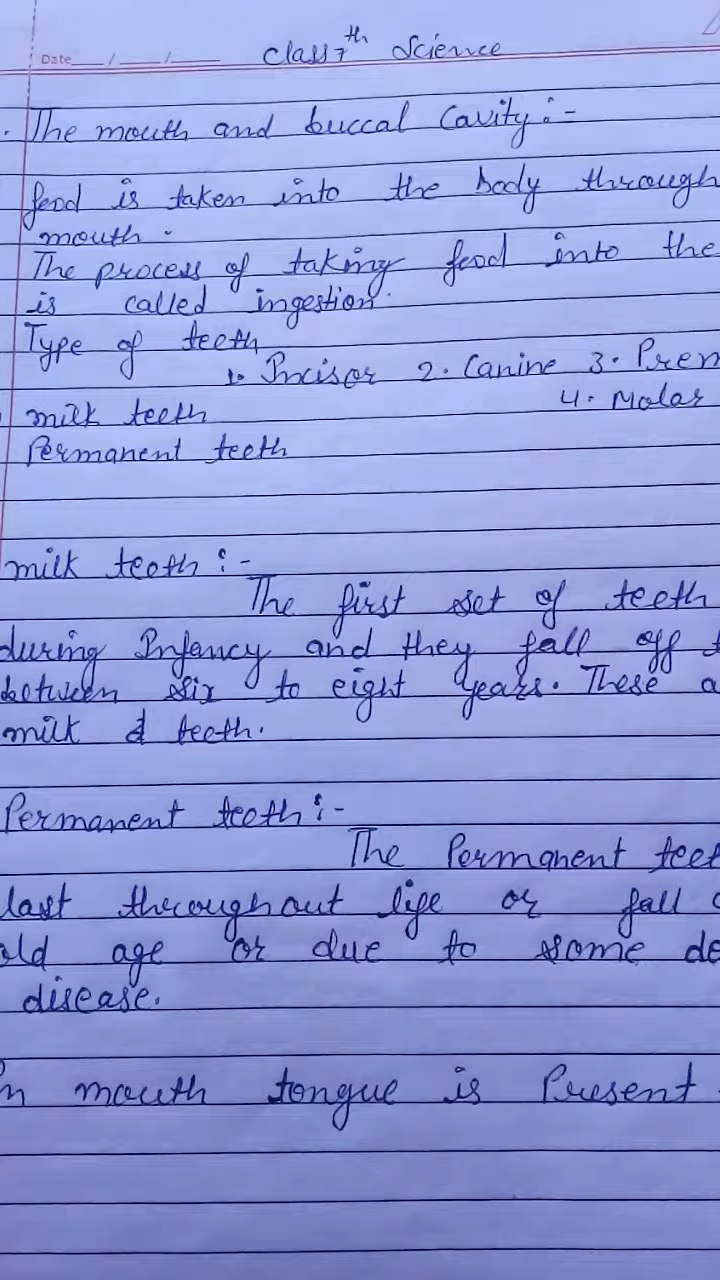 Date___/___/___ class 7th Science
. The mouth and buccal Cavity :-
food is taken into the body through
mouth.
The process of taking food into the
is called ingestion.
Type of teeth
1. Incisor 2. Canine 3. Prem
4. Molar
milk teeth
Permanent teeth
milk teeth :-
The first set of teeth
during Infancy and they fall off
between six to eight years. These a
milk teeth.
Permanent teeth :-
The Permanent teet
last throughout life or fall
old age or due to some de
disease.
n mouth tongue is Present